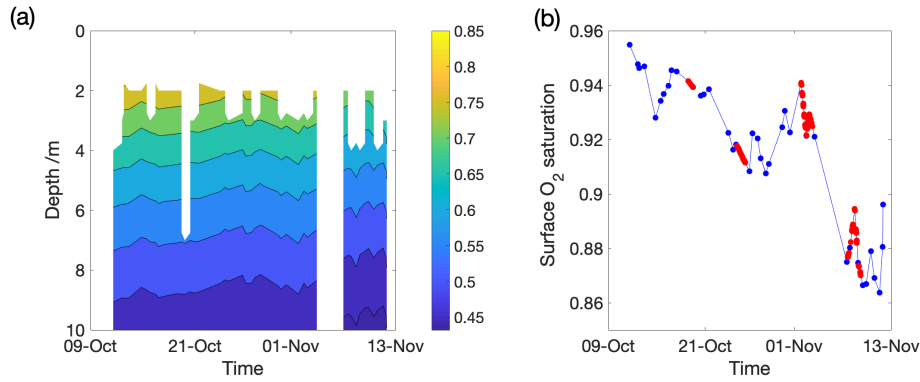 (a)
0
2
4
6
8
10
Depth /m
09-Oct
21-Oct
01-Nov
13-Nov
Time
0.85
0.8
0.75
0.7
0.65
0.6
0.55
0.5
0.45
(b)
0.96
0.94
0.92
0.9
0.88
0.86
Surface O₂ saturation
09-Oct
21-Oct
01-Nov
13-Nov
Time